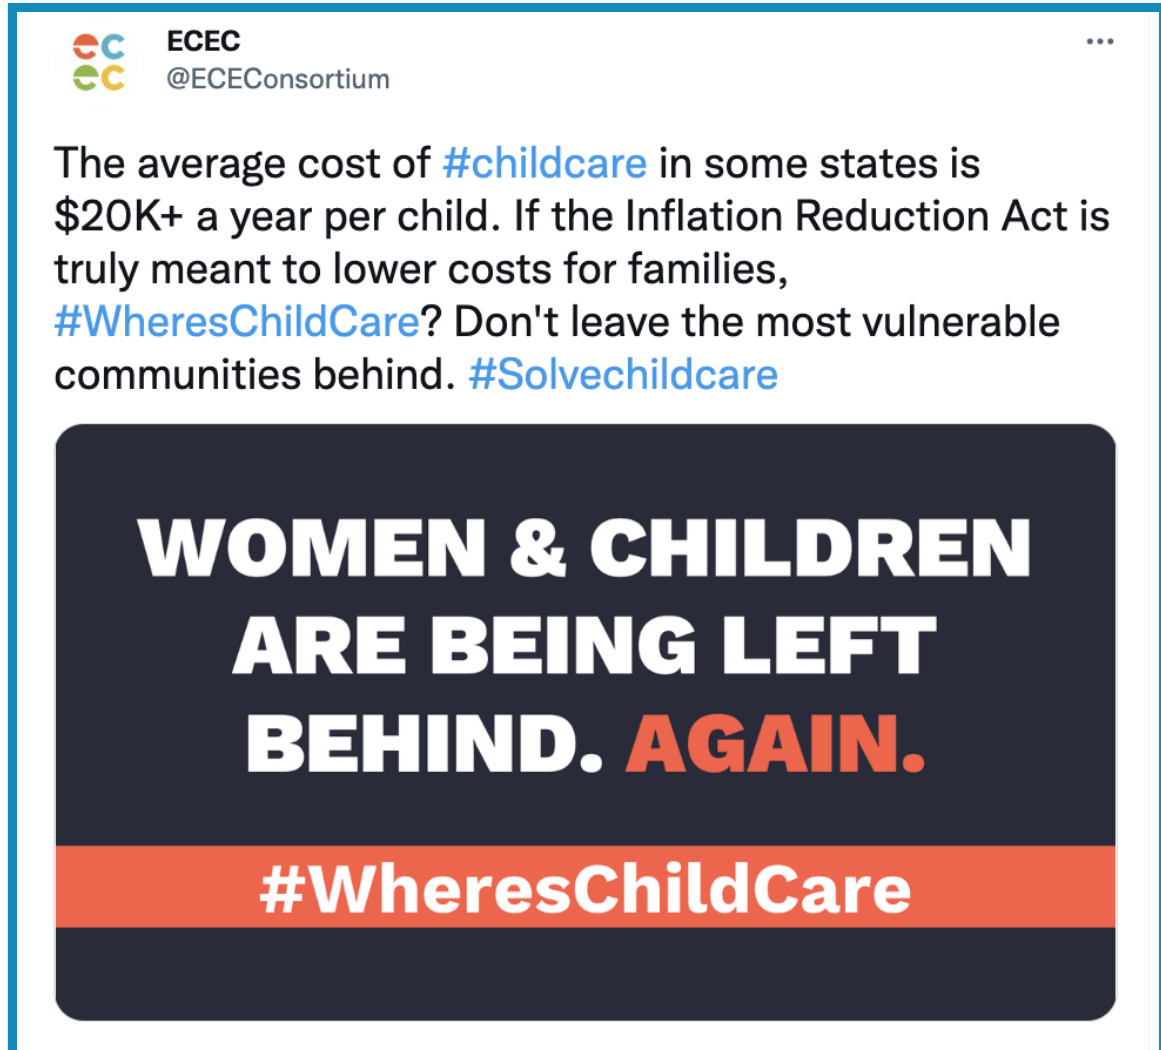 ec
ec
ECEC
@ECEConsortium
The average cost of #childcare in some states is
$20K+ a year per child. If the Inflation Reduction Act is
truly meant to lower costs for families,
#WheresChildCare? Don't leave the most vulnerable
communities behind. #Solvechildcare
WOMEN & CHILDREN
ARE BEING LEFT
BEHIND. AGAIN.
#WheresChildCare